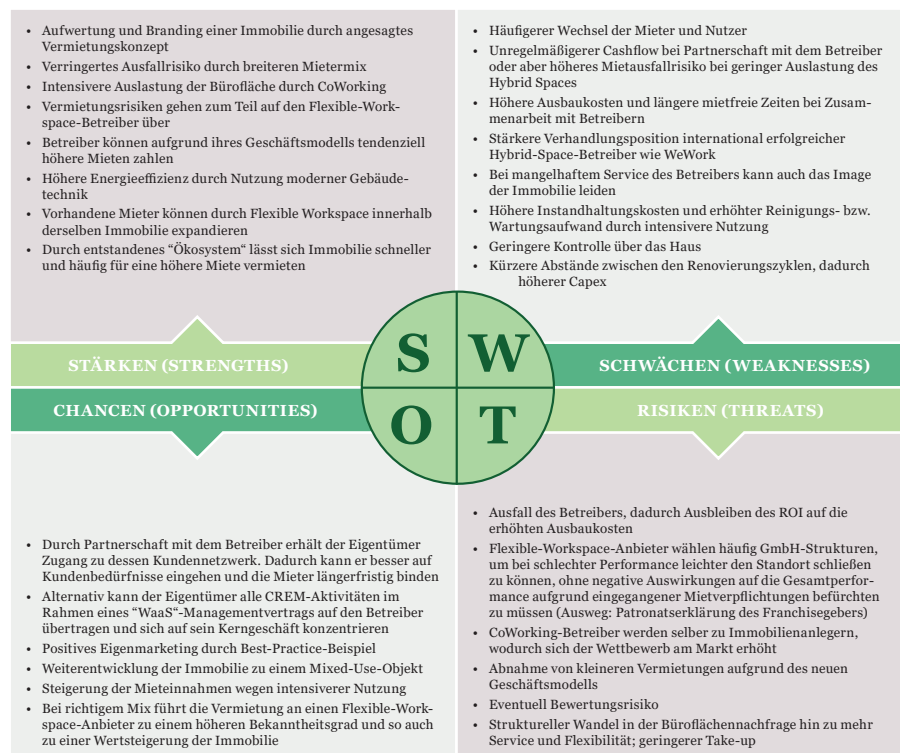 • Aufwertung und Branding einer Immobilie durch angesagtes
Vermietungskonzept
• Verringertes Ausfallrisiko durch breiteren Mietermix
• Intensivere Auslastung der Bürofläche durch CoWorking
• Vermietungsrisiken gehen zum Teil auf den Flexible-Work-
space-Betreiber über
• Betreiber können aufgrund ihres Geschäftsmodells tendenziell
höhere Mieten zahlen
• Höhere Energieeffizienz durch Nutzung moderner Gebäude-
technik
• Vorhandene Mieter können durch Flexible Workspace innerhalb
derselben Immobilie expandieren
• Durch entstandenes “Ökosystem“ lässt sich Immobilie schneller
und häufig für eine höhere Miete vermieten
• Häufigerer Wechsel der Mieter und Nutzer
• Unregelmäßigerer Cashflow bei Partnerschaft mit dem Betreiber
oder aber höheres Mietausfallrisiko bei geringer Auslastung des
Hybrid Spaces
• Höhere Ausbaukosten und längere mietfreie Zeiten bei Zusam-
menarbeit mit Betreibern
• Stärkere Verhandlungsposition international erfolgreicher
Hybrid-Space-Betreiber wie WeWork
• Bei mangelhaftem Service des Betreibers kann auch das Image
der Immobilie leiden
• Höhere Instandhaltungskosten und erhöhter Reinigungs- bzw.
Wartungsaufwand durch intensivere Nutzung
• Geringere Kontrolle über das Haus
• Kürzere Abstände zwischen den Renovierungszyklen, dadurch
höherer Capex
STÄRKEN (STRENGTHS)
S
W
SCHWÄCHEN (WEAKNESSES)
CHANCEN (OPPORTUNITIES)
O
T
RISIKEN (THREATS)
• Durch Partnerschaft mit dem Betreiber erhält der Eigentümer
Zugang zu dessen Kundennetzwerk. Dadurch kann er besser auf
Kundenbedürfnisse eingehen und die Mieter längerfristig binden
• Alternativ kann der Eigentümer alle CREM-Aktivitäten im
Rahmen eines “WaaS“-Managementvertrags auf den Betreiber
übertragen und sich auf sein Kerngeschäft konzentrieren
• Positives Eigenmarketing durch Best-Practice-Beispiel
• Weiterentwicklung der Immobilie zu einem Mixed-Use-Objekt
• Steigerung der Mieteinnahmen wegen intensiverer Nutzung
• Bei richtigem Mix führt die Vermietung an einen Flexible-Work-
space-Anbieter zu einem höheren Bekanntheitsgrad und so auch
zu einer Wertsteigerung der Immobilie
• Ausfall des Betreibers, dadurch Ausbleiben des ROI auf die
erhöhten Ausbaukosten
• Flexible-Workspace-Anbieter wählen häufig GmbH-Strukturen,
um bei schlechter Performance leichter den Standort schließen
zu können, ohne negative Auswirkungen auf die Gesamtperfor-
mance aufgrund eingegangener Mietverpflichtungen befürchten
zu müssen (Ausweg: Patronatserklärung des Franchisegebers)
• CoWorking-Betreiber werden selber zu Immobilienanlegern,
wodurch sich der Wettbewerb am Markt erhöht
• Abnahme von kleineren Vermietungen aufgrund des neuen
Geschäftsmodells
• Eventuell Bewertungsrisiko
• Struktureller Wandel in der Büroflächennachfrage hin zu mehr
Service und Flexibilität; geringerer Take-up